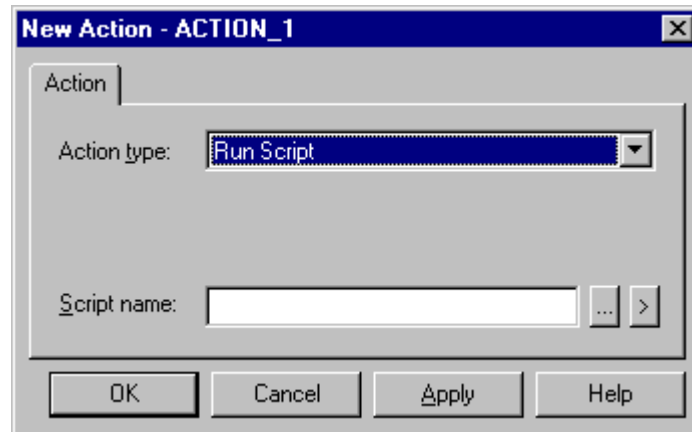 New Action - ACTION_1
Action
Action type: Run Script
Script name: ... >
OK Cancel Apply Help